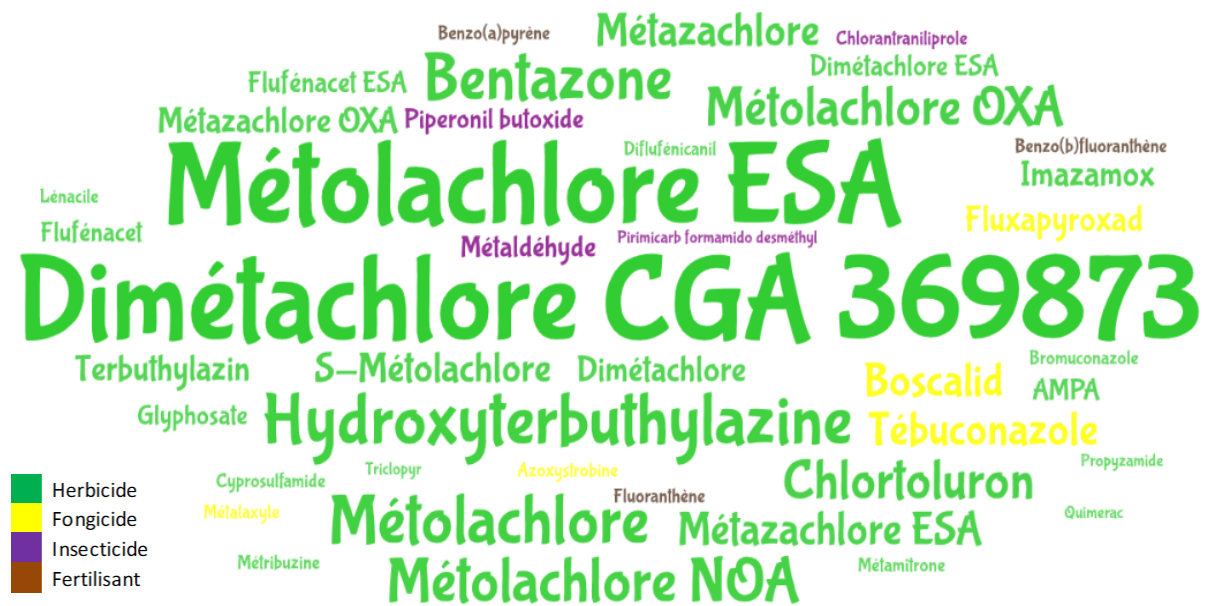 Benzo(a)pyrène
Métazachlore
Chlorantraniliprole
Flufénacet ESA
Bentazone
Dimétachlore ESA
Métazachlore OXA
Piperonil butoxide
Métolachlore OXA
Métolachlore ESA
Diflufénicanil
Benzo(b)fluoranthène
Imazamox
Lénacile
Flufénacet
Fluxapyroxad
Métaldéhyde
Pirimicarb formamido desméthyl
Dimétachlore CGA 369873
Terbuthylazin
S-Métolachlore
Dimétachlore
Boscalid
Bromuconazole
AMPA
Glyphosate
Hydroxyterbuthylazine
Tébuconazole
Cyprosulfamide
Triclopyr
Azoxystrobine
Chlortoluron
Propyzamide
Métalaxyle
Métolachlore
Fluoranthène
Métazachlore ESA
Quimerac
Métribuzine
Métolachlore NOA
Métamitrone
Herbicide
Fongicide
Insecticide
Fertilisant